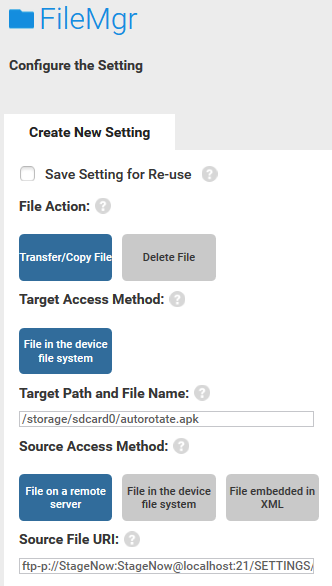 FileMgr
Configure the Setting
Create New Setting
Save Setting for Re-use ?
File Action: ?
Transfer/Copy File
Delete File
Target Access Method: ?
File in the device
file system
Target Path and File Name: ?
/storage/sdcard0/autorotate.apk
Source Access Method: ?
File on a remote
server
File in the device
file system
File embedded in
XML
Source File URI: ?
ftp-p://StageNow:StageNow@localhost:21/SETTINGS/